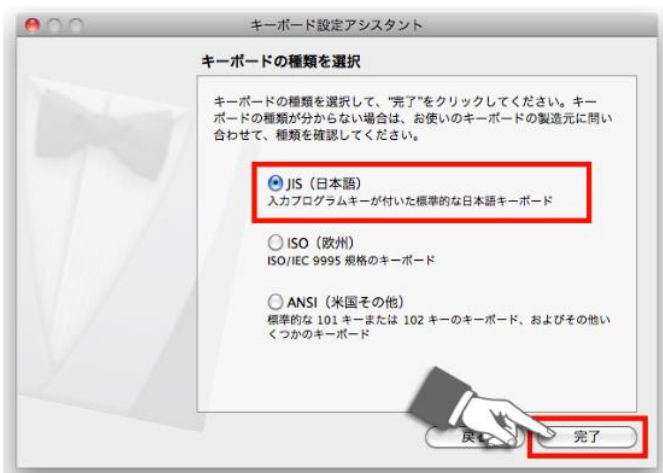 キーボード設定アシスタント
キーボードの種類を選択
キーボードの種類を選択して、"完了"をクリックしてください。キー
ボードの種類が分からない場合は、お使いのキーボードの製造元に問い
合わせて、種類を確認してください。
JIS（日本語）
入力プログラムキーが付いた標準的な日本語キーボード
ISO（欧州）
ISO/IEC 9995 規格のキーボード
ANSI（米国その他）
標準的な 101 キーまたは 102 キーのキーボード、およびその他い
くつかのキーボード
完了